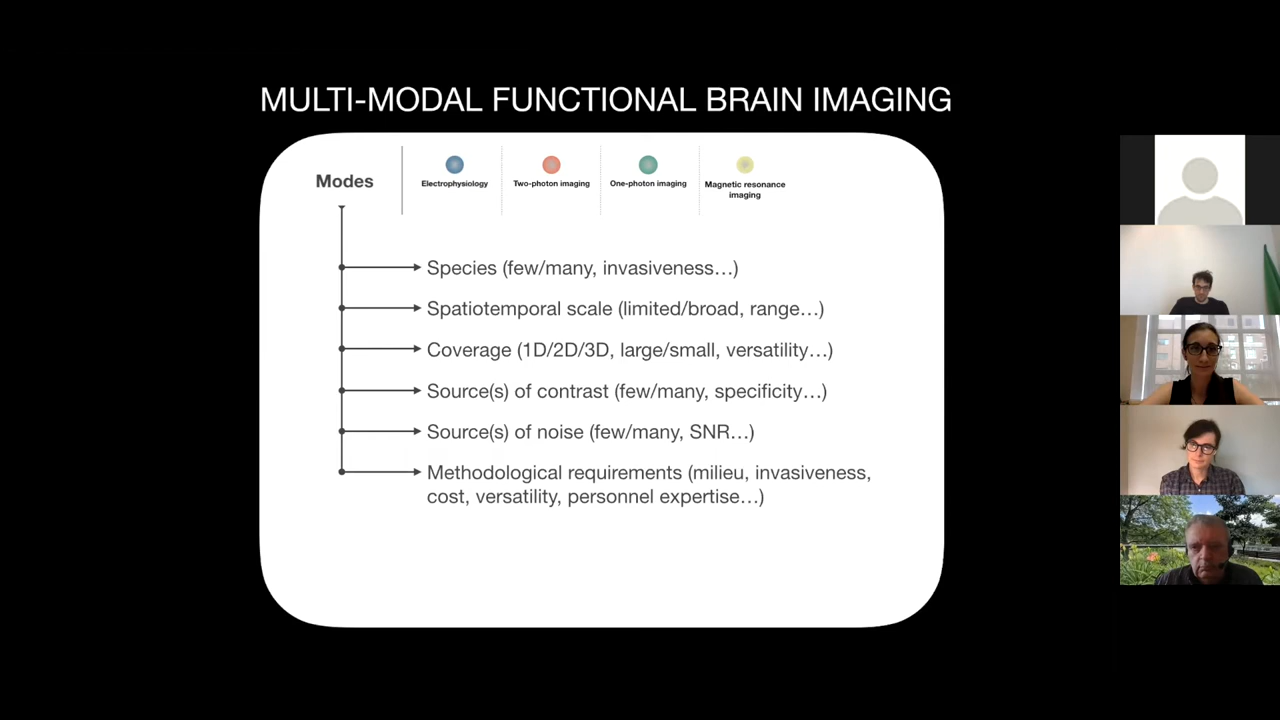 MULTI-MODAL FUNCTIONAL BRAIN IMAGING
Modes
Electrophysiology
Two-photon imaging
One-photon imaging
Magnetic resonance
imaging
Species (few/many, invasiveness…)
Spatiotemporal scale (limited/broad, range…)
Coverage (1D/2D/3D, large/small, versatility…)
Source(s) of contrast (few/many, specificity…)
Source(s) of noise (few/many, SNR…)
Methodological requirements (milieu, invasiveness,
cost, versatility, personnel expertise…)